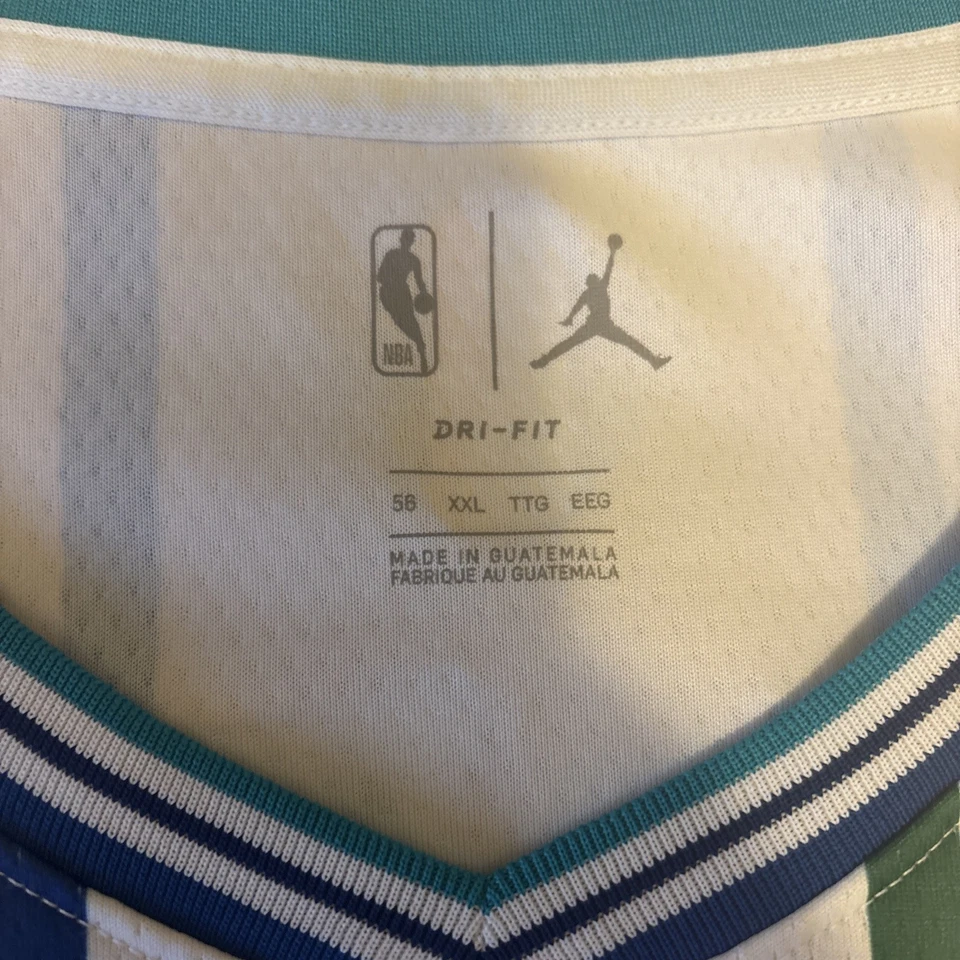 NBA
DRI-FIT
56 XXL TTG EEG
MADE IN GUATEMALA
FABRIQUE AU GUATEMALA